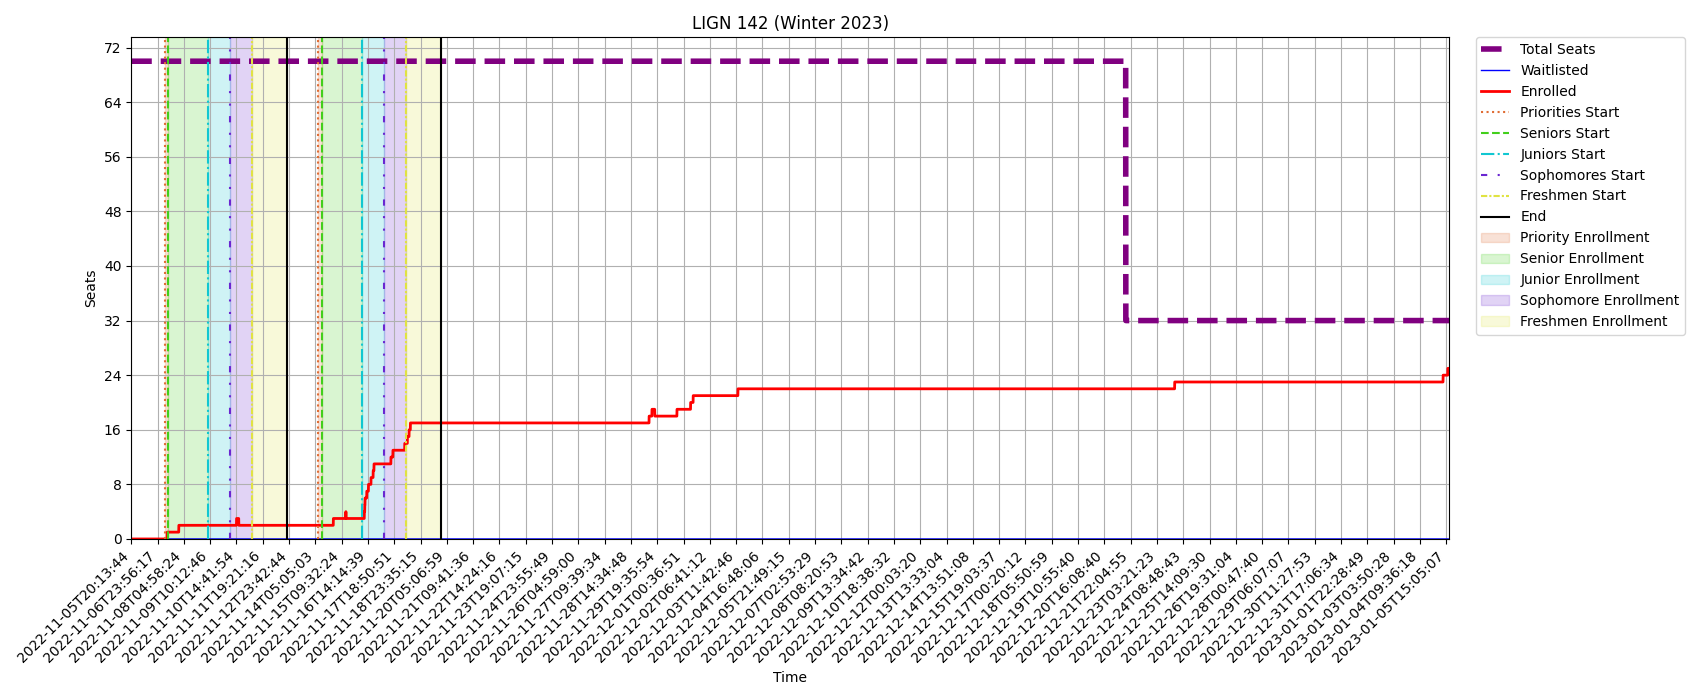 LIGN 142 (Winter 2023)
72
64
56
48
40
32
24
16
8
0
Seats
2022-11-05T20:13:44
2022-11-06T23:56:17
2022-11-08T04:58:24
2022-11-09T10:12:46
2022-11-10T14:41:54
2022-11-11T19:21:16
2022-11-12T23:42:44
2022-11-14T05:05:03
2022-11-15T09:32:24
2022-11-16T14:14:39
2022-11-17T18:50:51
2022-11-18T23:35:15
2022-11-20T05:06:59
2022-11-21T09:41:36
2022-11-22T14:24:16
2022-11-23T19:07:15
2022-11-24T23:55:49
2022-11-26T04:59:00
2022-11-27T09:39:34
2022-11-28T14:34:48
2022-11-29T19:35:54
2022-12-01T00:36:51
2022-12-02T06:41:12
2022-12-03T11:42:46
2022-12-04T16:48:06
2022-12-05T21:49:15
2022-12-07T02:53:29
2022-12-08T08:20:53
2022-12-09T13:34:42
2022-12-10T18:38:32
2022-12-12T00:03:20
2022-12-13T13:33:04
2022-12-14T13:51:08
2022-12-15T19:03:37
2022-12-17T00:20:12
2022-12-18T05:50:59
2022-12-19T10:55:40
2022-12-20T16:08:40
2022-12-21T22:04:55
2022-12-23T03:21:23
2022-12-24T08:48:43
2022-12-25T14:09:30
2022-12-26T19:31:04
2022-12-28T00:47:40
2022-12-29T06:07:07
2022-12-30T11:27:53
2022-12-31T17:06:34
2023-01-01T22:28:49
2023-01-03T03:50:28
2023-01-04T09:36:18
2023-01-05T15:05:07
Time
Total Seats
Waitlisted
Enrolled
Priorities Start
Seniors Start
Juniors Start
Sophomores Start
Freshmen Start
End
Priority Enrollment
Senior Enrollment
Junior Enrollment
Sophomore Enrollment
Freshmen Enrollment